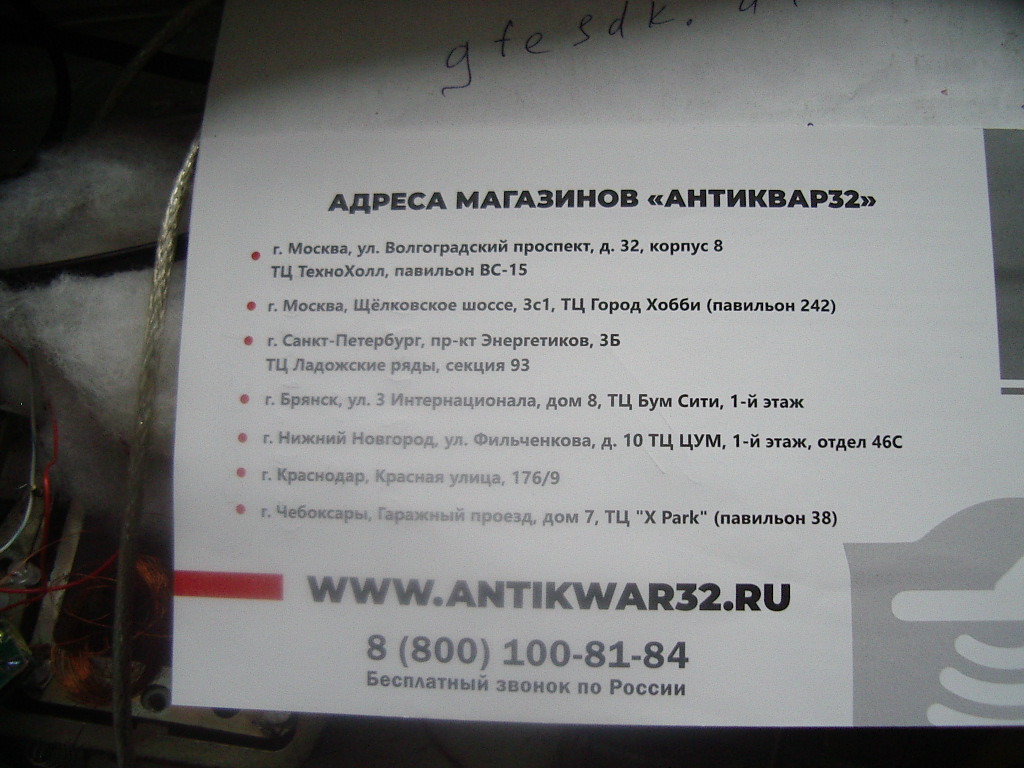 gfesdk.
АДРЕСА МАГАЗИНОВ «АНТИКВАР32»
г. Москва, ул. Волгоградский проспект, д. 32, корпус 8
ТЦ ТехноХолл, павильон ВС-15
г. Москва, Щёлковское шоссе, 3с1, ТЦ Город Хобби (павильон 242)
г. Санкт-Петербург, пр-кт Энергетиков, 3Б
ТЦ Ладожские ряды, секция 93
г. Брянск, ул. 3 Интернационала, дом 8, ТЦ Бум Сити, 1-й этаж
г. Нижний Новгород, ул. Фильченкова, д. 10 ТЦ ЦУМ, 1-й этаж, отдел 46С
г. Краснодар, Красная улица, 176/9
г. Чебоксары, Гаражный проезд, дом 7, ТЦ "X Park" (павильон 38)
WWW.ANTIKWAR32.RU
8 (800) 100-81-84
Бесплатный звонок по России